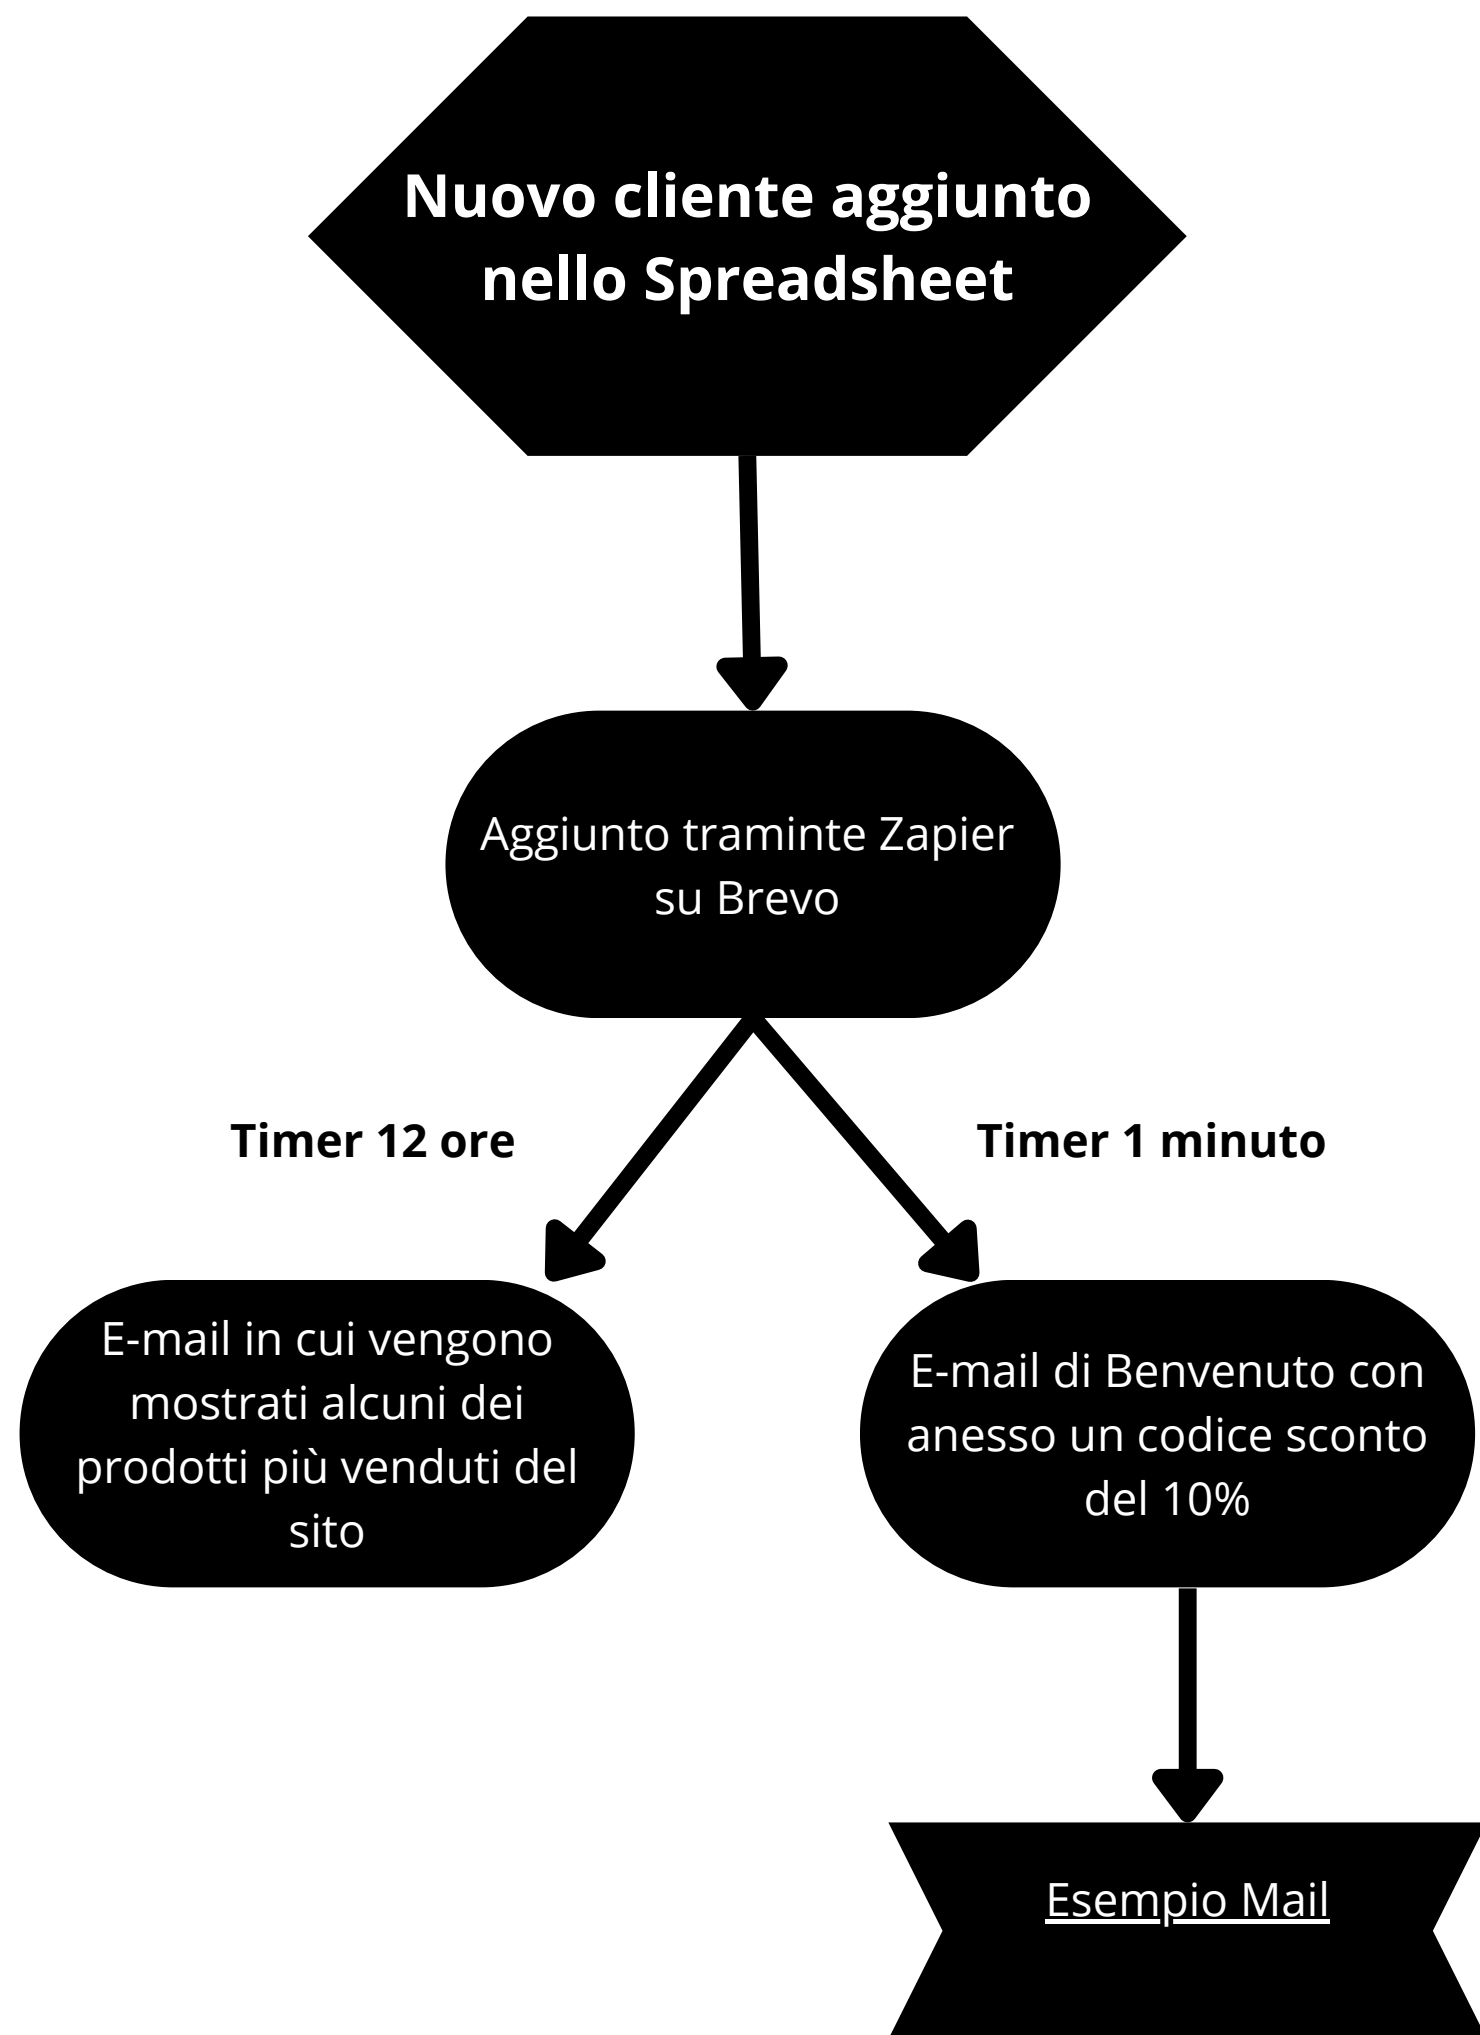 Nuovo cliente aggiunto
nello Spreadsheet
Aggiunto traminte Zapier
su Brevo
Timer 12 ore
Timer 1 minuto
E-mail in cui vengono
mostrati alcuni dei
prodotti più venduti del
sito
E-mail di Benvenuto con
anesso un codice sconto
del 10%
Esempio Mail